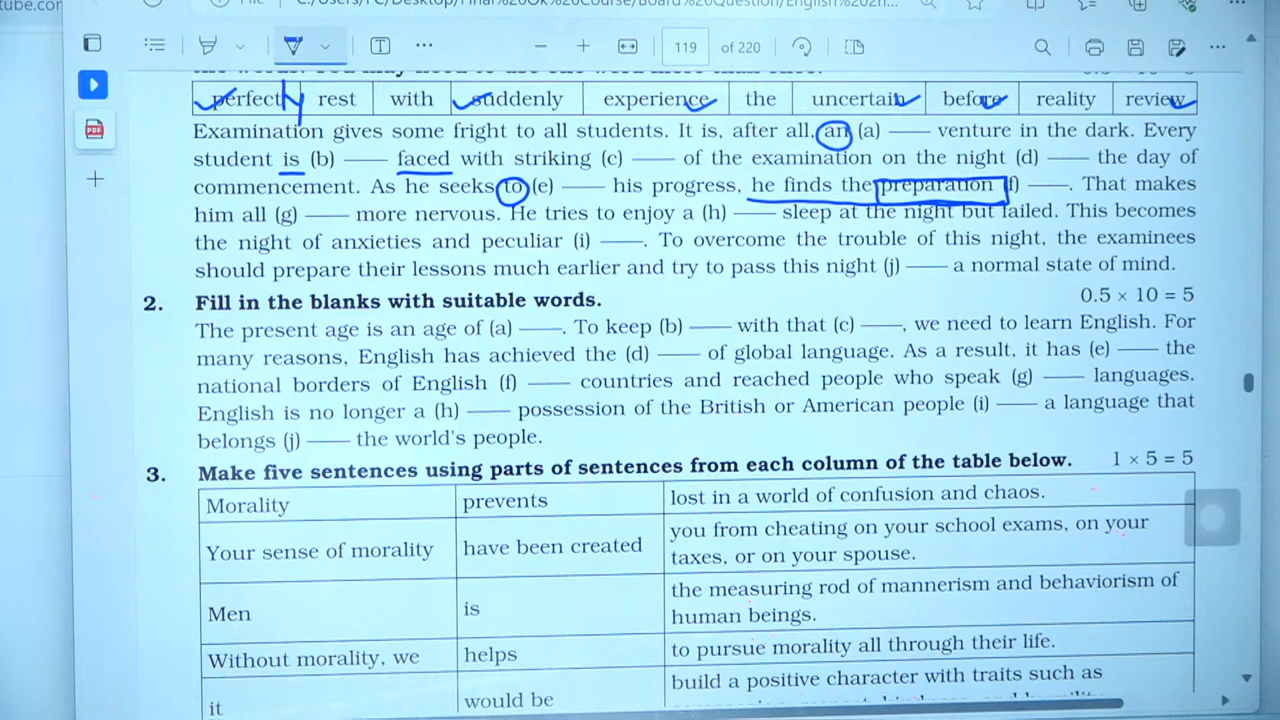 119 of 220
perfectly rest with suddenly experience the uncertain before reality review
Examination gives some fright to all students. It is, after all, an (a) —— venture in the dark. Every
student is (b) —— faced with striking (c) —— of the examination on the night (d) —— the day of
commencement. As he seeks to (e) —— his progress, he finds the preparation (f) ——. That makes
him all (g) —— more nervous. He tries to enjoy a (h) —— sleep at the night but failed. This becomes
the night of anxieties and peculiar (i) ——. To overcome the trouble of this night, the examinees
should prepare their lessons much earlier and try to pass this night (j) —— a normal state of mind.
2. Fill in the blanks with suitable words. 0.5 × 10 = 5
The present age is an age of (a) ——. To keep (b) —— with that (c) ——, we need to learn English. For
many reasons, English has achieved the (d) —— of global language. As a result, it has (e) —— the
national borders of English (f) —— countries and reached people who speak (g) —— languages.
English is no longer a (h) —— possession of the British or American people (i) —— a language that
belongs (j) —— the world's people.
3. Make five sentences using parts of sentences from each column of the table below. 1 × 5 = 5
Morality prevents lost in a world of confusion and chaos.
Your sense of morality have been created you from cheating on your school exams, on your
taxes, or on your spouse.
Men is the measuring rod of mannerism and behaviorism of
human beings.
Without morality, we helps to pursue morality all through their life.
it would be build a positive character with traits such as